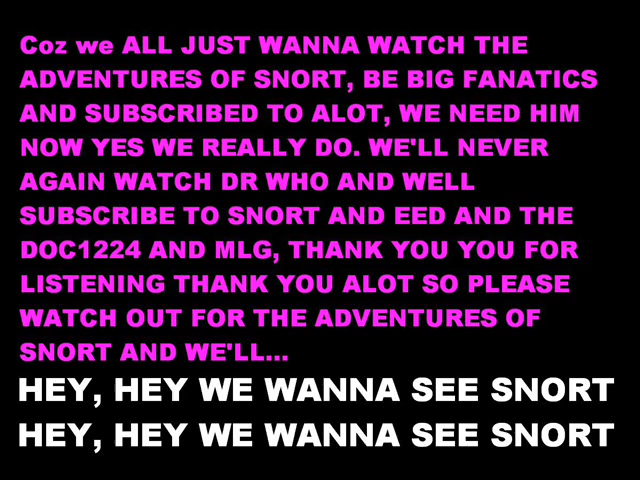 Coz we ALL JUST WANNA WATCH THE
ADVENTURES OF SNORT, BE BIG FANATICS
AND SUBSCRIBED TO ALOT, WE NEED HIM
NOW YES WE REALLY DO. WE'LL NEVER
AGAIN WATCH DR WHO AND WELL
SUBSCRIBE TO SNORT AND EED AND THE
DOC1224 AND MLG, THANK YOU YOU FOR
LISTENING THANK YOU ALOT SO PLEASE
WATCH OUT FOR THE ADVENTURES OF
SNORT AND WE'LL...
HEY, HEY WE WANNA SEE SNORT
HEY, HEY WE WANNA SEE SNORT